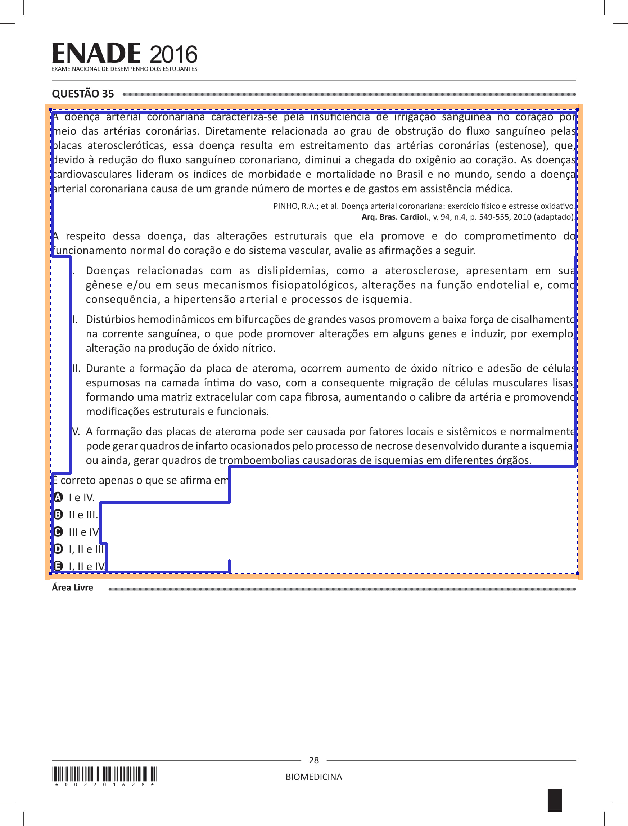 ENADE 2016
EXAME NACIONAL DE DESEMPENHO DOS ESTUDANTES
QUESTÃO 35
A doença arterial coronariana caracteriza-se pela insuficiência de irrigação sanguínea no coração por
meio das artérias coronárias. Diretamente relacionada ao grau de obstrução do fluxo sanguíneo pelas
placas ateroscleróticas, essa doença resulta em estreitamento das artérias coronárias (estenose), que,
devido à redução do fluxo sanguíneo coronariano, diminui a chegada do oxigênio ao coração. As doenças
cardiovasculares lideram os índices de morbidade e mortalidade no Brasil e no mundo, sendo a doença
arterial coronariana causa de um grande número de mortes e de gastos em assistência médica.
PINHO, R.A.; et al. Doença arterial coronariana: exercício físico e estresse oxidativo.
Arq. Bras. Cardiol., v. 94, n.4, p. 549-555, 2010 (adaptado).
A respeito dessa doença, das alterações estruturais que ela promove e do comprometimento do
funcionamento normal do coração e do sistema vascular, avalie as afirmações a seguir.
I. Doenças relacionadas com as dislipidemias, como a aterosclerose, apresentam em sua
gênese e/ou em seus mecanismos fisiopatológicos, alterações na função endotelial e, como
consequência, a hipertensão arterial e processos de isquemia.
II. Distúrbios hemodinâmicos em bifurcações de grandes vasos promovem a baixa força de cisalhamento
na corrente sanguínea, o que pode promover alterações em alguns genes e induzir, por exemplo,
alteração na produção de óxido nítrico.
III. Durante a formação da placa de ateroma, ocorrem aumento de óxido nítrico e adesão de células
espumosas na camada íntima do vaso, com a consequente migração de células musculares lisas,
formando uma matriz extracelular com capa fibrosa, aumentando o calibre da artéria e promovendo
modificações estruturais e funcionais.
IV. A formação das placas de ateroma pode ser causada por fatores locais e sistêmicos e normalmente
pode gerar quadros de infarto ocasionados pelo processo de necrose desenvolvido durante a isquemia,
ou ainda, gerar quadros de tromboembolias causadoras de isquemias em diferentes órgãos.
É correto apenas o que se afirma em
A I e IV.
B II e III.
C III e IV.
D I, II e III.
E I, II e IV.
Área Livre
28
BIOMEDICINA